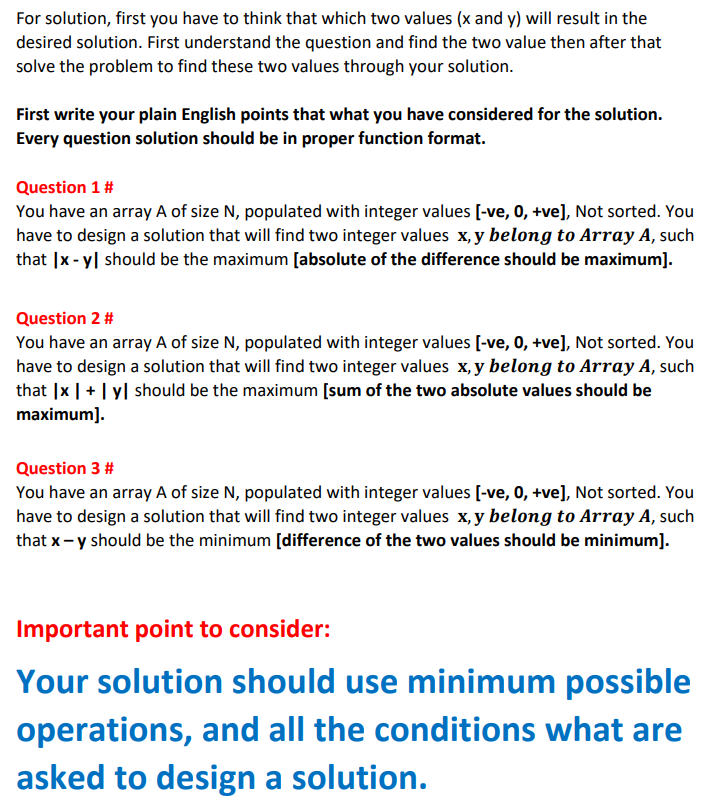 For solution, first you have to think that which two values (x and y) will result in the
desired solution. First understand the question and find the two value then after that
solve the problem to find these two values through your solution.
First write your plain English points that what you have considered for the solution.
Every question solution should be in proper function format.
Question 1 #
You have an array A of size N, populated with integer values [-ve, 0, +ve], Not sorted. You
have to design a solution that will find two integer values x, y belong to Array A, such
that |x - y| should be the maximum [absolute of the difference should be maximum].
Question 2 #
You have an array A of size N, populated with integer values [-ve, 0, +ve], Not sorted. You
have to design a solution that will find two integer values x, y belong to Array A, such
that |x | + | y| should be the maximum [sum of the two absolute values should be
maximum].
Question 3 #
You have an array A of size N, populated with integer values [-ve, 0, +ve], Not sorted. You
have to design a solution that will find two integer values x, y belong to Array A, such
that x – y should be the minimum [difference of the two values should be minimum].
Important point to consider:
Your solution should use minimum possible
operations, and all the conditions what are
asked to design a solution.